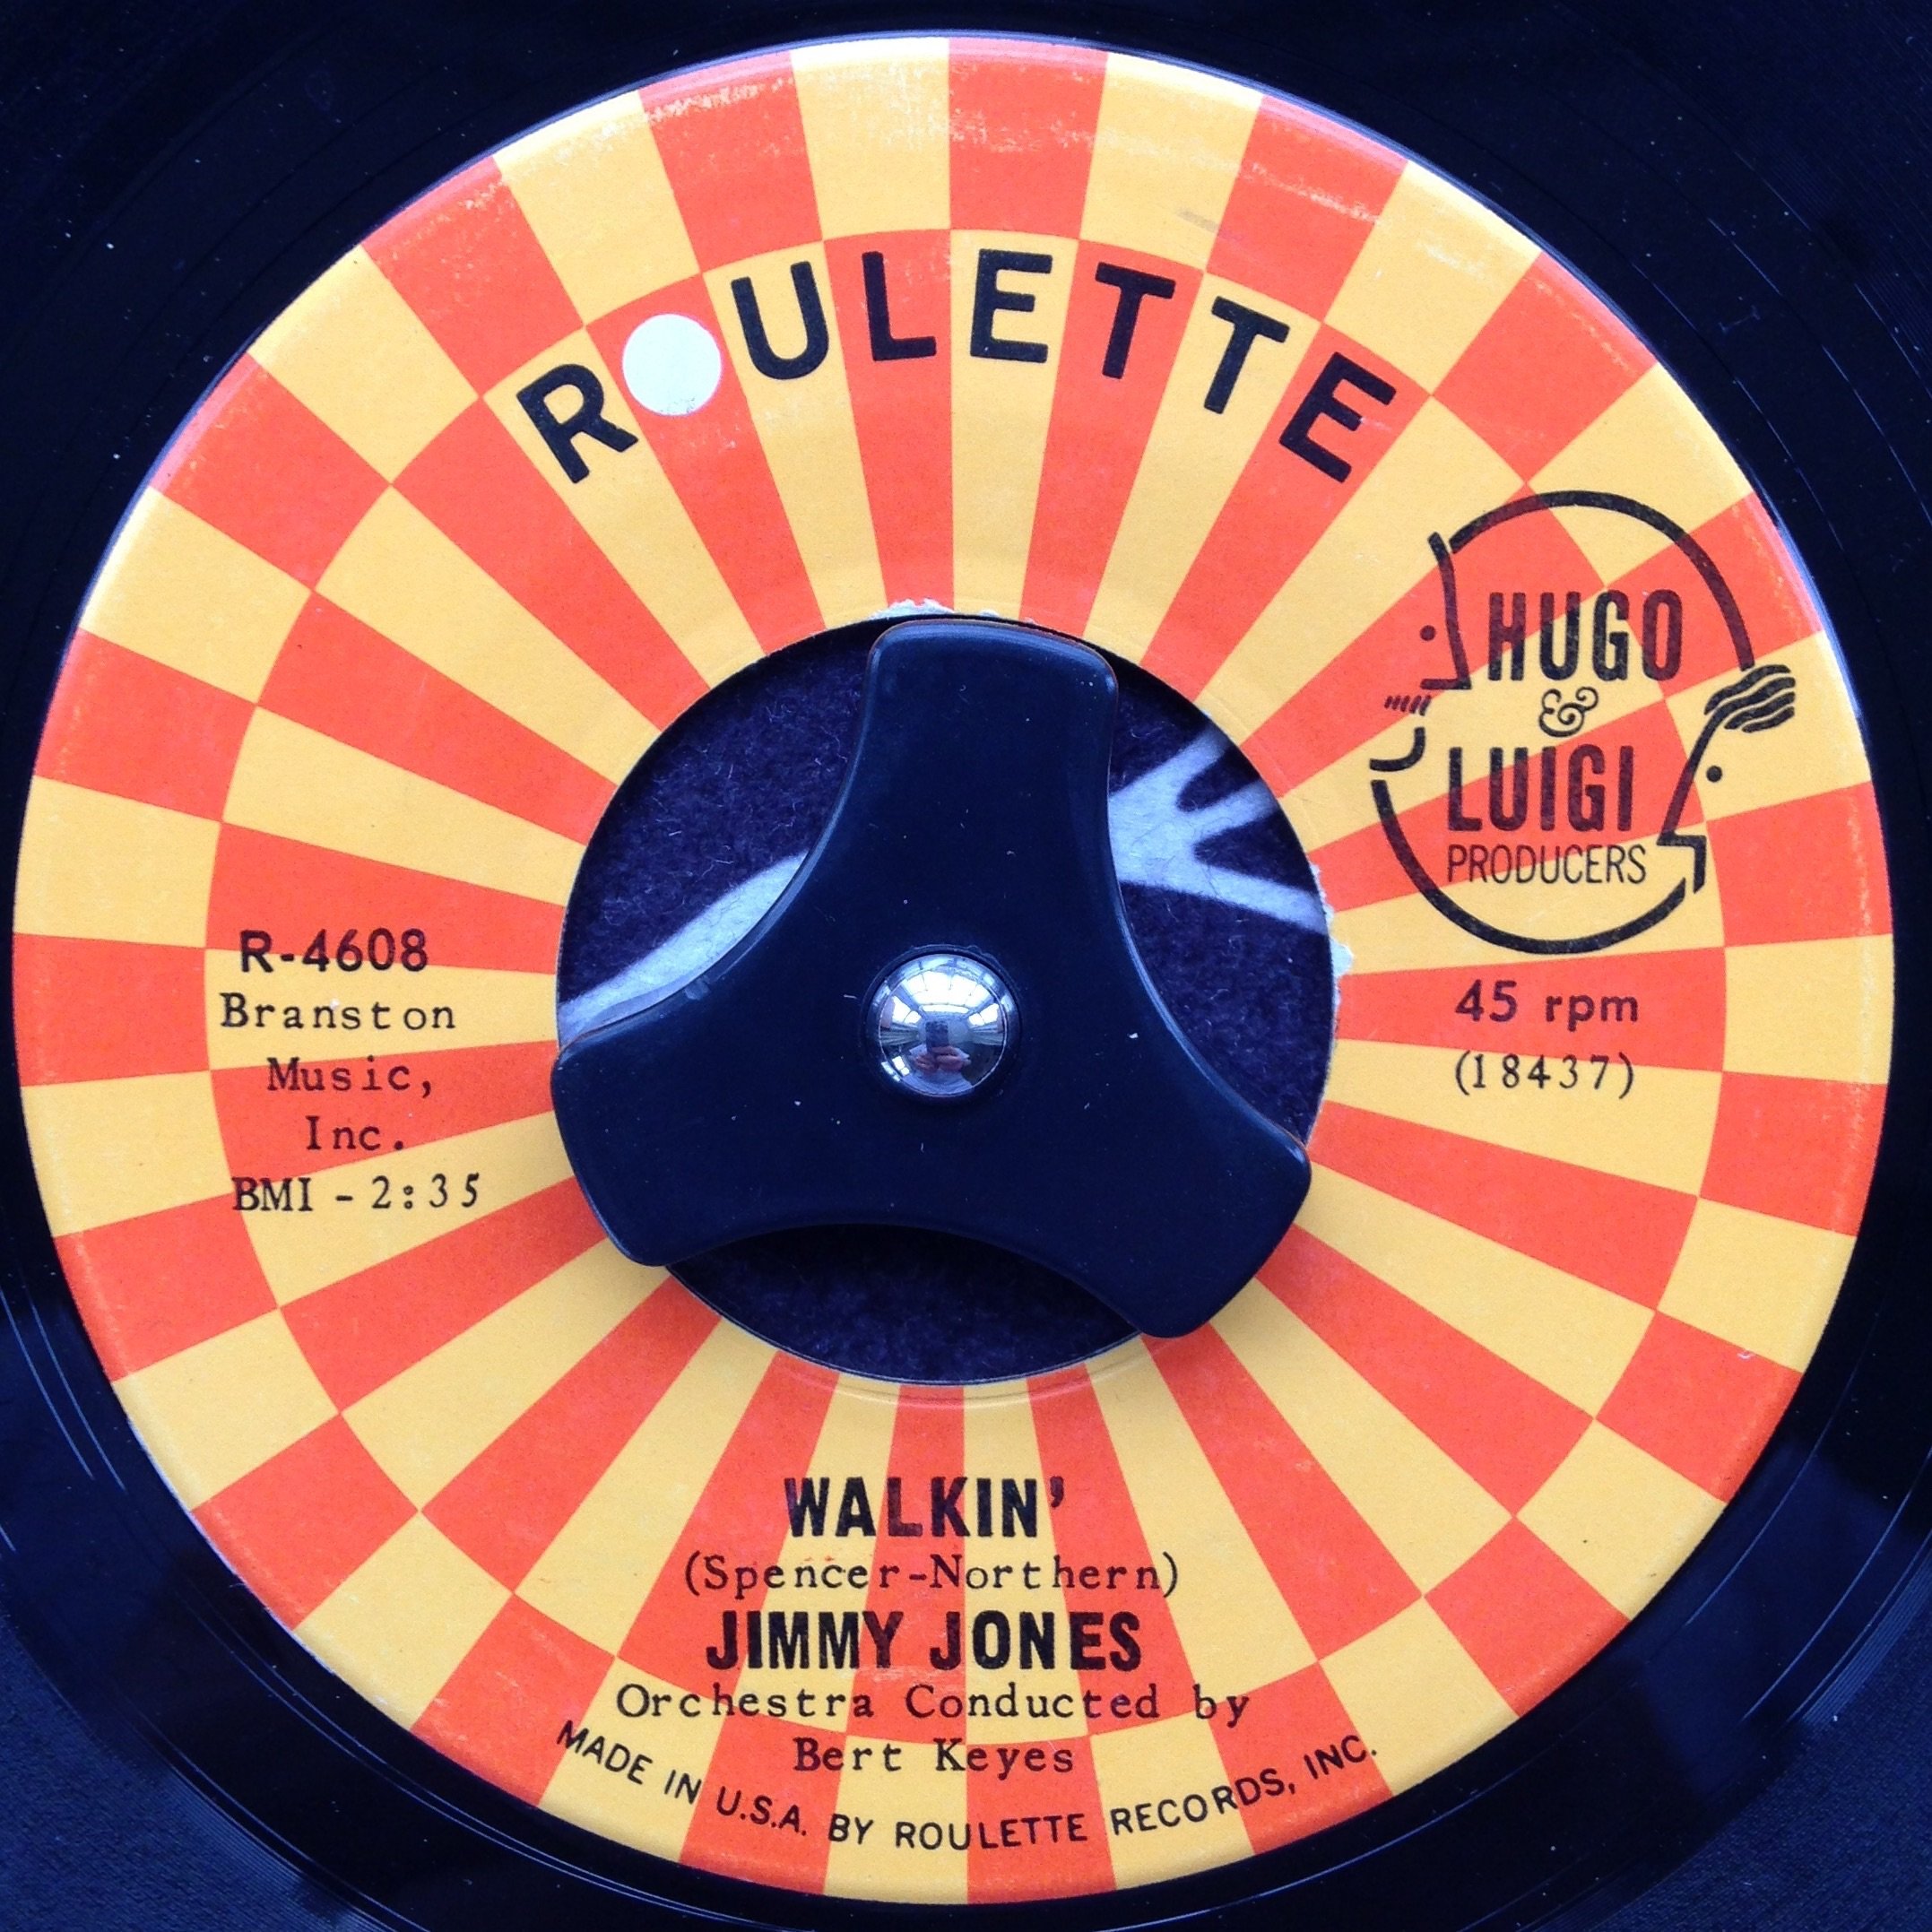 ROULETTE
HUGO
&
LUIGI
PRODUCERS
R-4608
Branston
Music,
Inc.
BMI - 2:35
45 rpm
(18437)
WALKIN'
(Spencer-Northern)
JIMMY JONES
Orchestra Conducted by
Bert Keyes
MADE IN U.S.A. BY ROULETTE RECORDS, INC.